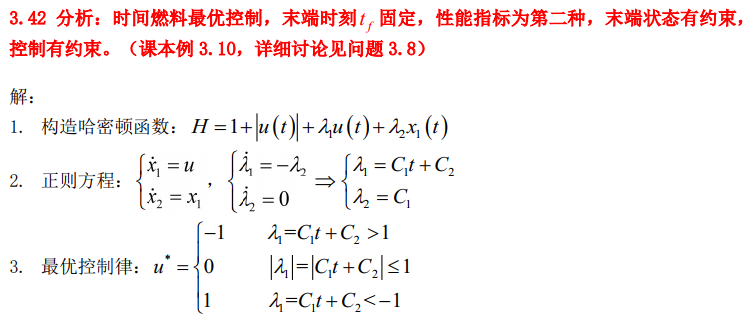 3.42 分析：时间燃料最优控制，末端时刻t_f固定，性能指标为第二种，末端状态有约束，
控制有约束。（课本例 3.10，详细讨论见问题 3.8）
解：
1. 构造哈密顿函数：H=1+|u(t)|+λ₁u(t)+λ₂x₁(t)
2. 正则方程：{ẋ₁=u ẋ₂=x₁ ，{λ̇₁=-λ₂ λ̇₂=0 ⇒ {λ₁=C₁t+C₂ λ₂=C₁
3. 最优控制律：u*={-1 λ₁=C₁t+C₂>1
0 |λ₁|=|C₁t+C₂|≤1
1 λ₁=C₁t+C₂<-1